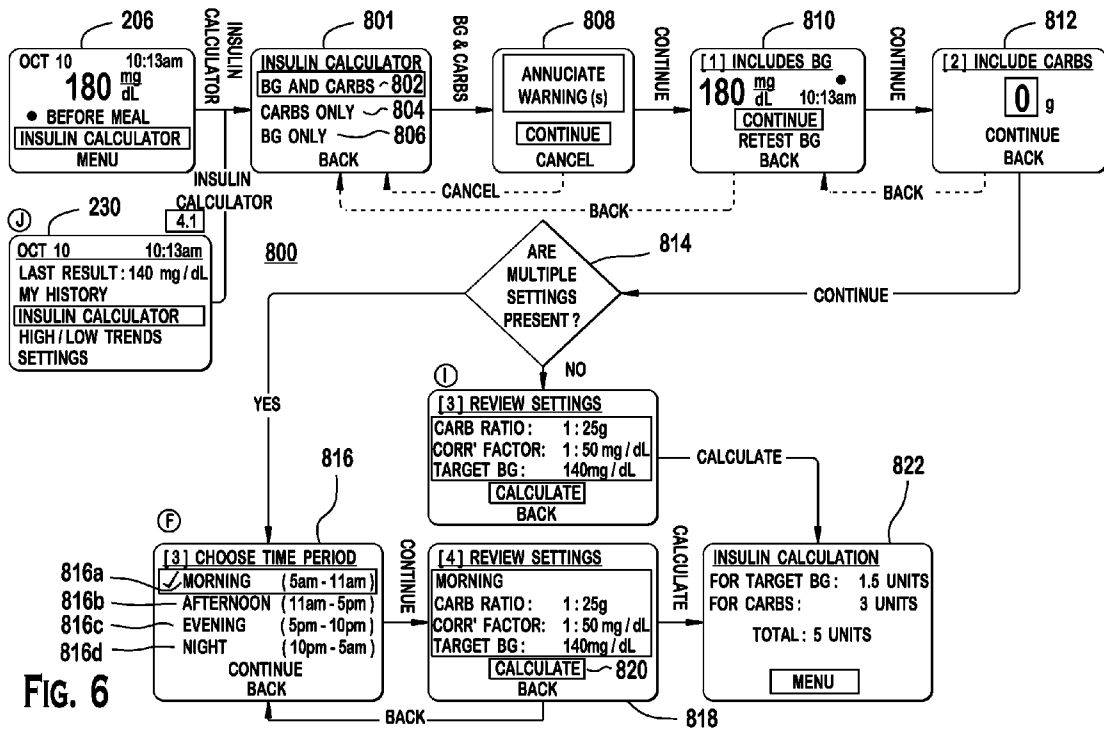 206
OCT 10 10:13am
180 mg/dL
● BEFORE MEAL
INSULIN CALCULATOR
MENU
INSULIN CALCULATOR
801
INSULIN CALCULATOR
BG AND CARBS 802
CARBS ONLY 804
BG ONLY 806
BACK
BG & CARBS
808
ANNUCIATE
WARNING (s)
CONTINUE
CANCEL
CONTINUE
810
[1] INCLUDES BG
180 mg/dL 10:13am
CONTINUE
RETEST BG
BACK
CONTINUE
812
[2] INCLUDE CARBS
0 g
CONTINUE
BACK
CANCEL
BACK
BACK
INSULIN
CALCULATOR
4.1
J
230
OCT 10 10:13am
LAST RESULT : 140 mg / dL
MY HISTORY
INSULIN CALCULATOR
HIGH / LOW TRENDS
SETTINGS
800
814
ARE
MULTIPLE
SETTINGS
PRESENT ?
CONTINUE
YES
NO
I
[3] REVIEW SETTINGS
CARB RATIO : 1 : 25g
CORR' FACTOR: 1 : 50 mg / dL
TARGET BG : 140mg / dL
CALCULATE
BACK
CALCULATE
F
816
[3] CHOOSE TIME PERIOD
816a ✓ MORNING ( 5am - 11am )
816b AFTERNOON ( 11am - 5pm )
816c EVENING ( 5pm - 10pm )
816d NIGHT ( 10pm - 5am )
CONTINUE
BACK
CONTINUE
[4] REVIEW SETTINGS
MORNING
CARB RATIO: 1 : 25g
CORR' FACTOR: 1 : 50 mg / dL
TARGET BG : 140mg / dL
CALCULATE 820
BACK
818
BACK
CALCULATE
822
INSULIN CALCULATION
FOR TARGET BG : 1.5 UNITS
FOR CARBS : 3 UNITS
TOTAL : 5 UNITS
MENU
FIG. 6